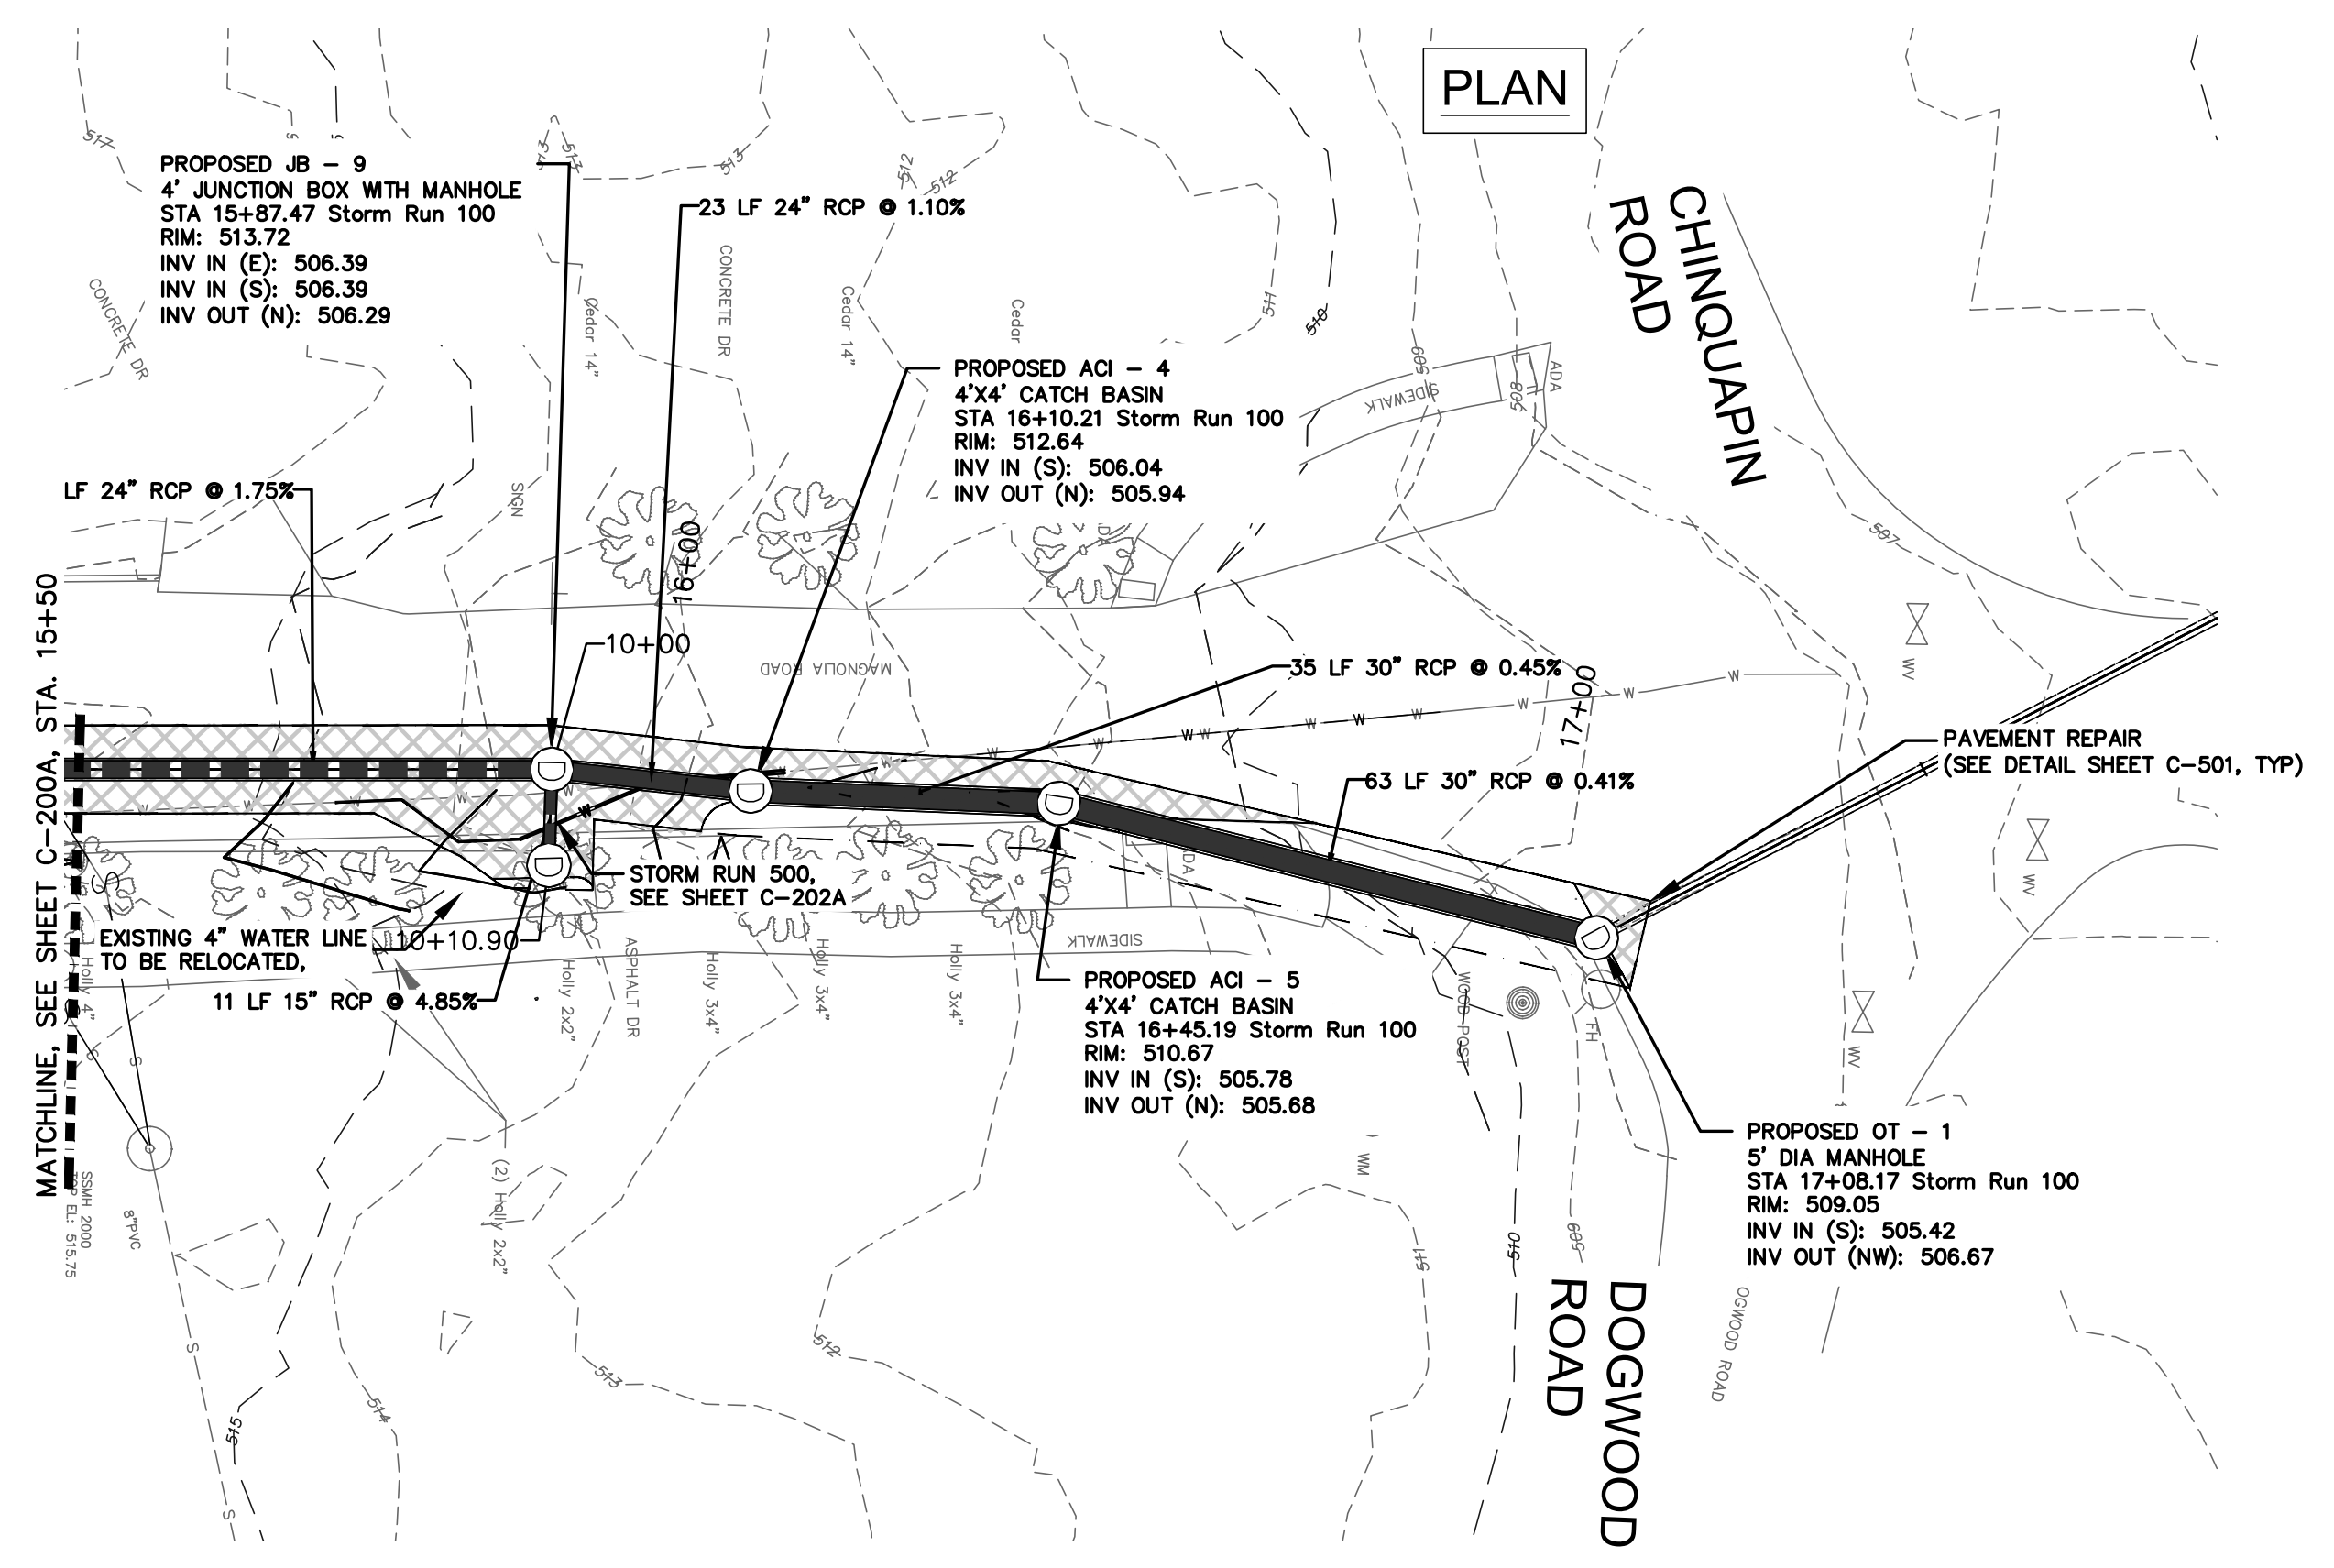 PLAN
CHINQUAPIN
ROAD
517
513
513
513
512
512
PROPOSED JB - 9
4' JUNCTION BOX WITH MANHOLE
STA 15+87.47 Storm Run 100
RIM: 513.72
INV IN (E): 506.39
INV IN (S): 506.39
INV OUT (N): 506.29
23 LF 24" RCP @ 1.10%
CONCRETE DR
CONCRETE DR
Cedar 14"
Cedar 14"
Cedar
511
510
509
508
SIDEWALK
ADA
PROPOSED ACI - 4
4'X4' CATCH BASIN
STA 16+10.21 Storm Run 100
RIM: 512.64
INV IN (S): 506.04
INV OUT (N): 505.94
LF 24" RCP @ 1.75%
SIGN
16+00
507
10+00
MAGNOLIA ROAD
35 LF 30" RCP @ 0.45%
17+00
WV
PAVEMENT REPAIR
(SEE DETAIL SHEET C-501, TYP)
63 LF 30" RCP @ 0.41%
W W W W W W W W W W W
W W W W W
MATCHLINE, SEE SHEET C-200A, STA. 15+50
STORM RUN 500,
SEE SHEET C-202A
ADA
WV
EXISTING 4" WATER LINE
TO BE RELOCATED,
10+10.90
11 LF 15" RCP @ 4.85%
Holly 4"
Holly 2x2"
ASPHALT DR
Holly 3x4"
Holly 3x4"
Holly 3x4"
SIDEWALK
PROPOSED ACI - 5
4'X4' CATCH BASIN
STA 16+45.19 Storm Run 100
RIM: 510.67
INV IN (S): 505.78
INV OUT (N): 505.68
WOOD POST
FH
WV
S
S
SSMH 2000
TOP EL: 515.75
8"PVC
(2) Holly 2x2"
WM
PROPOSED OT - 1
5' DIA MANHOLE
STA 17+08.17 Storm Run 100
RIM: 509.05
INV IN (S): 505.42
INV OUT (NW): 506.67
511
510
509
DOGWOOD
ROAD
OGWOOD ROAD
S
512
513
514
515
S